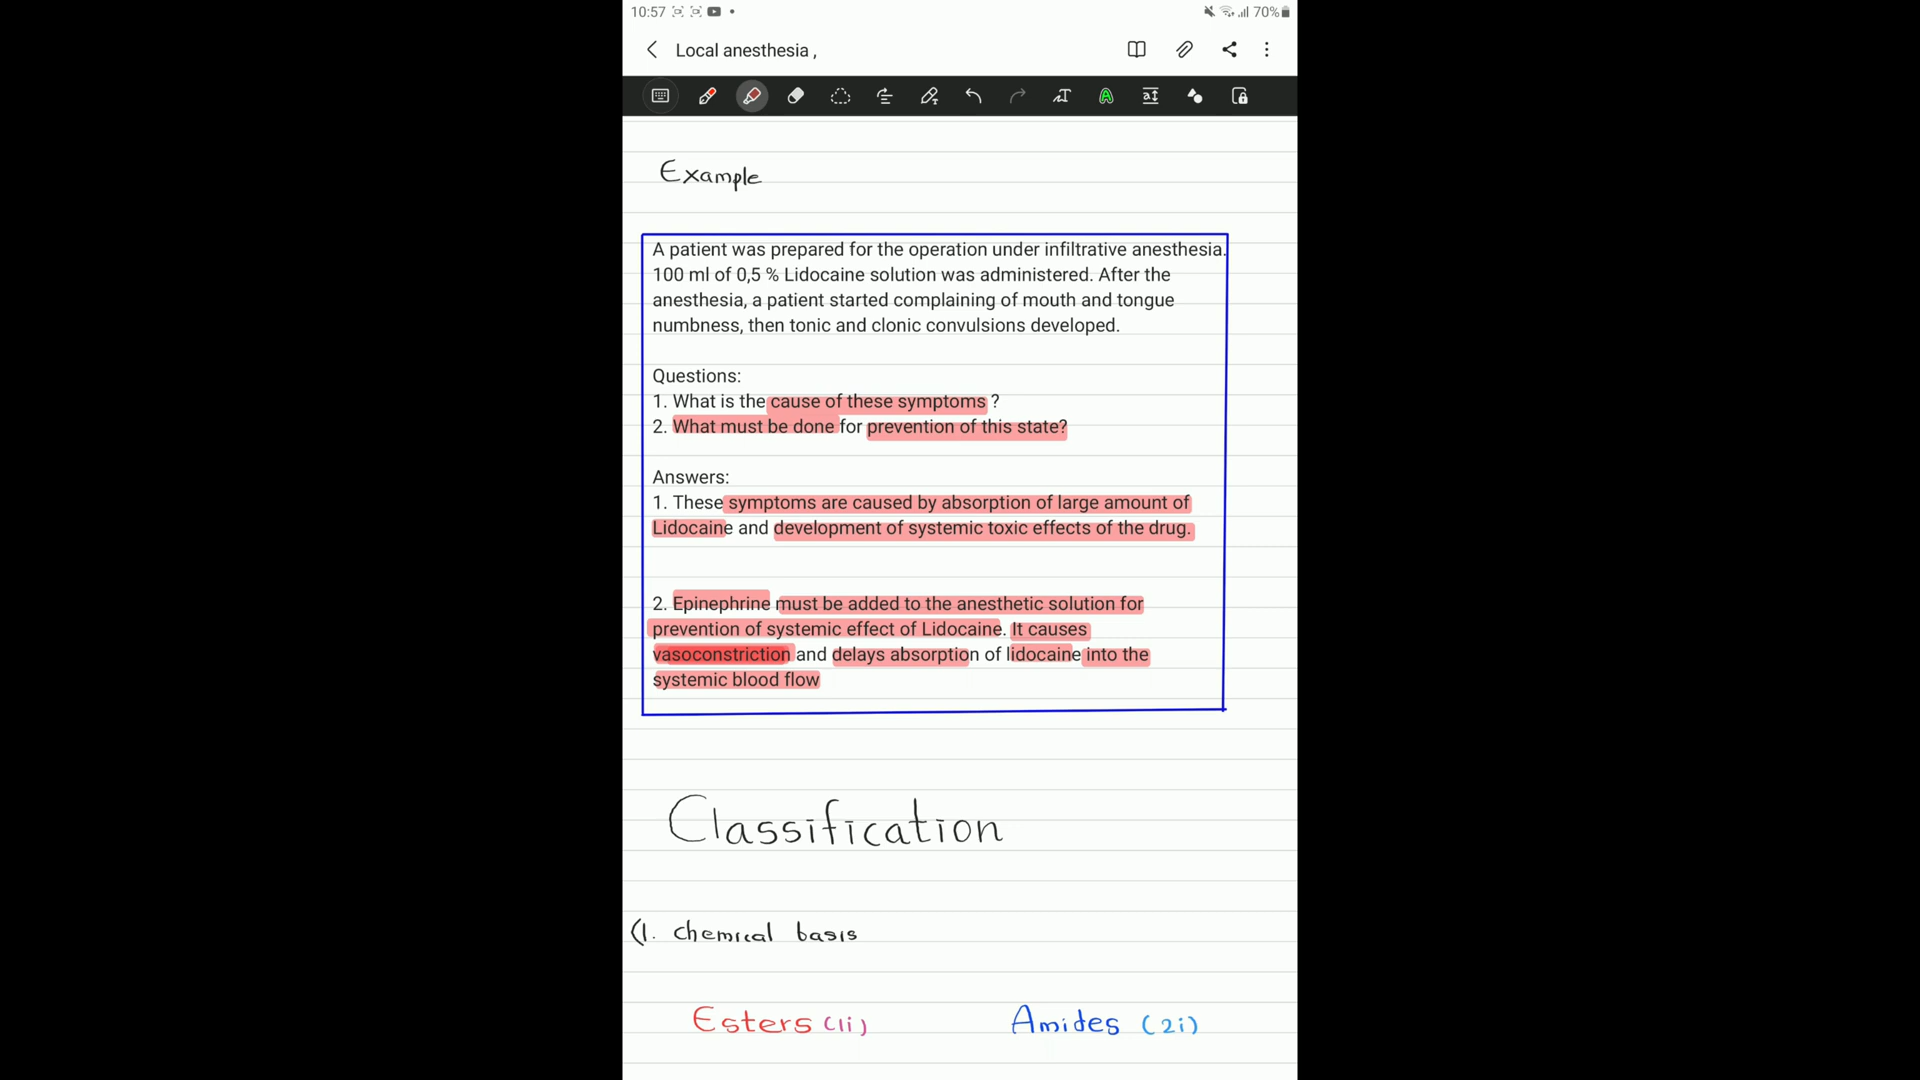 10:57
70%
Local anesthesia ,
Example
A patient was prepared for the operation under infiltrative anesthesia.
100 ml of 0,5 % Lidocaine solution was administered. After the
anesthesia, a patient started complaining of mouth and tongue
numbness, then tonic and clonic convulsions developed.
Questions:
1. What is the cause of these symptoms ?
2. What must be done for prevention of this state?
Answers:
1. These symptoms are caused by absorption of large amount of
Lidocaine and development of systemic toxic effects of the drug.
2. Epinephrine must be added to the anesthetic solution for
prevention of systemic effect of Lidocaine. It causes
vasoconstriction and delays absorption of lidocaine into the
systemic blood flow
Classification
(1. chemical basis
Esters (1i) Amides (2i)